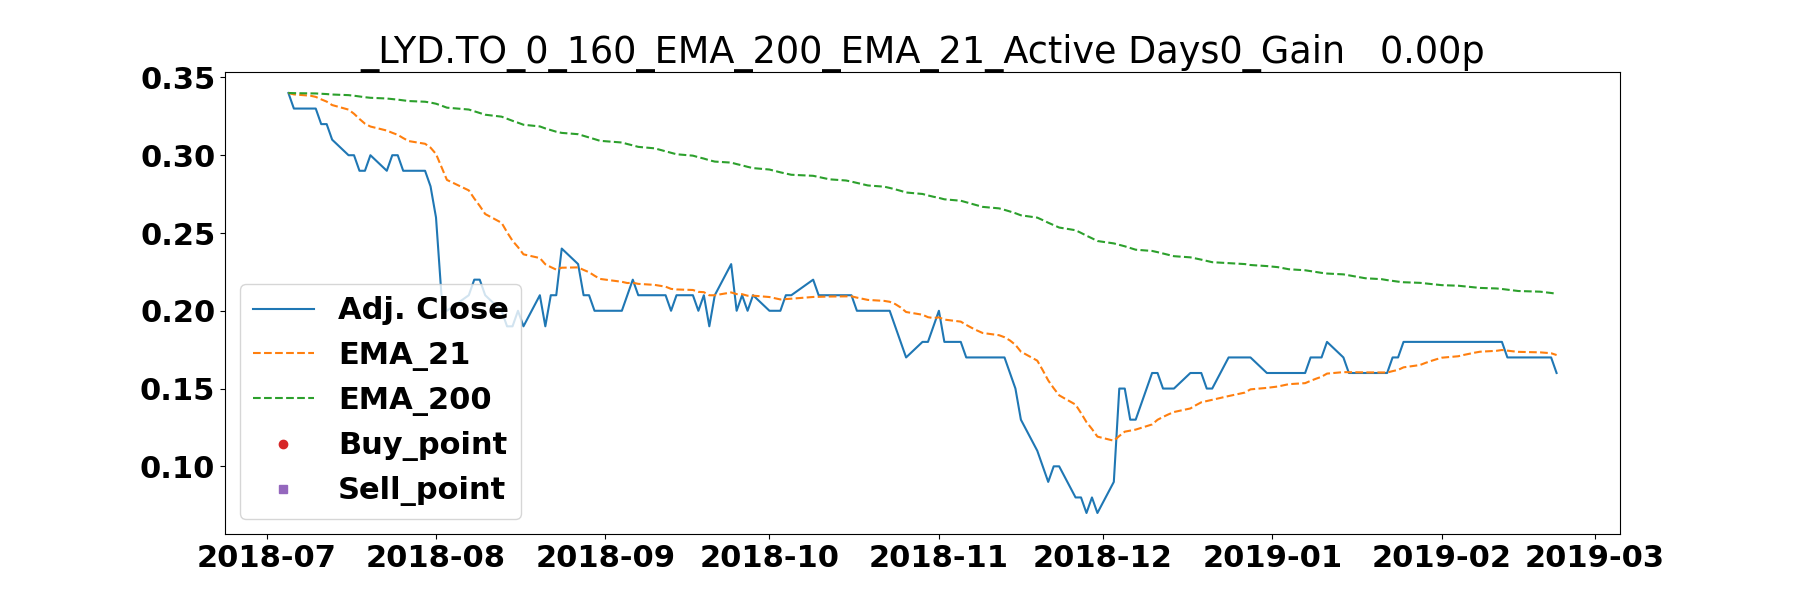 _LYD.TO_0_160_EMA_200_EMA_21_Active Days0_Gain   0.00p
0.35
0.30
0.25
0.20
0.15
0.10
Adj. Close
EMA_21
EMA_200
Buy_point
Sell_point
2018-07 2018-08 2018-09 2018-10 2018-11 2018-12 2019-01 2019-02 2019-03